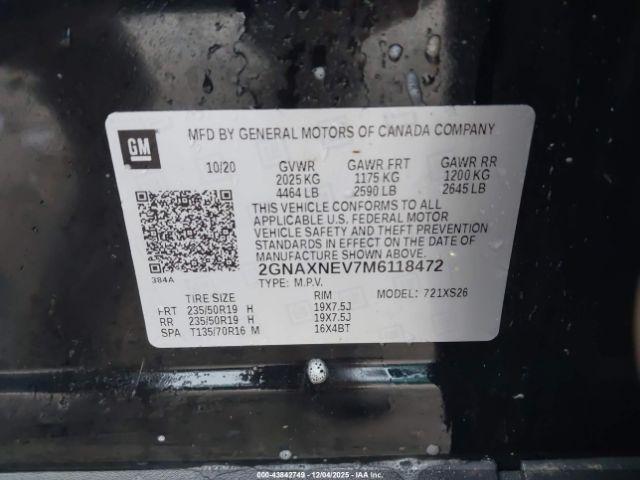 MFD BY GENERAL MOTORS OF CANADA COMPANY
GM
10/20 GVWR GAWR FRT GAWR RR
2025 KG 1175 KG 1200 KG
4464 LB 2590 LB 2645 LB
THIS VEHICLE CONFORMS TO ALL
APPLICABLE U.S. FEDERAL MOTOR
VEHICLE SAFETY AND THEFT PREVENTION
STANDARDS IN EFFECT ON THE DATE OF
MANUFACTURE SHOWN ABOVE.
384A
2GNAXNEV7M6118472
TYPE: M.P.V. MODEL: 721XS26
TIRE SIZE RIM
FRT 235/50R19 H 19X7.5J
RR 235/50R19 H 19X7.5J
SPA T135/70R16 M 16X4BT
000-43842749 - 12/04/2025 - IAAI.COM